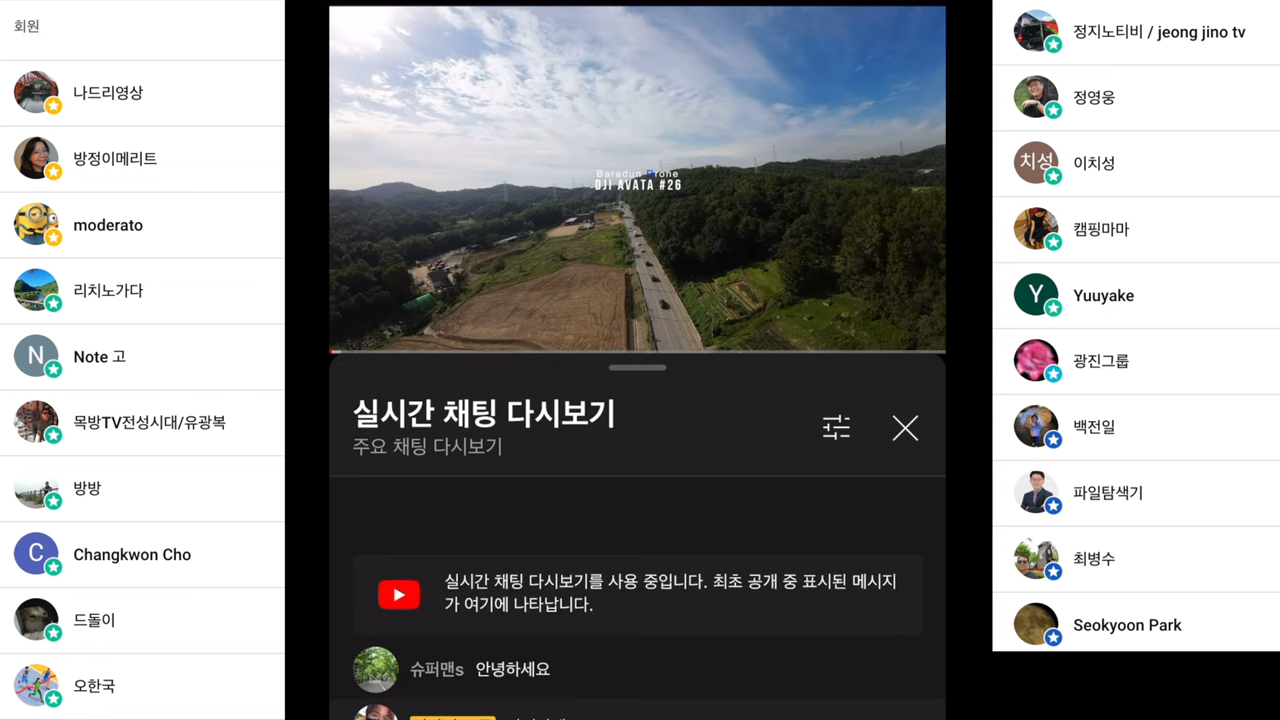 회원
나드리영상
방정이메리트
moderato
리치노가다
N
Note 고
목방TV전성시대/유광복
방방
C
Changkwon Cho
드돌이
오한국
DJI AVATA #26
실시간 채팅 다시보기
주요 채팅 다시보기
실시간 채팅 다시보기를 사용 중입니다. 최초 공개 중 표시된 메시지
가 여기에 나타납니다.
슈퍼맨s 안녕하세요
정지노티비 / jeong jino tv
정영웅
치성
이치성
캠핑마마
Y
Yuuyake
광진그룹
백전일
파일탐색기
최병수
Seokyoon Park